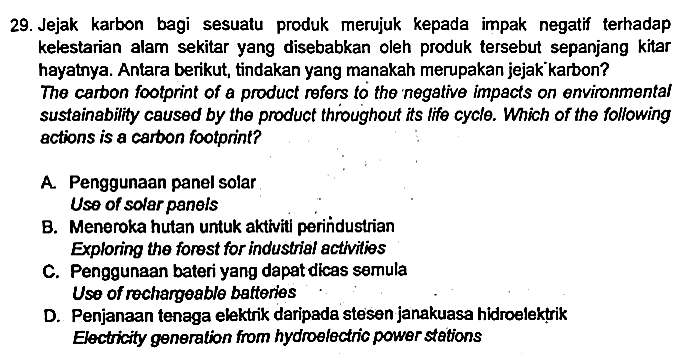 29. Jejak karbon bagi sesuatu produk merujuk kepada impak negatif terhadap
kelestarian alam sekitar yang disebabkan oleh produk tersebut sepanjang kitar
hayatnya. Antara berikut, tindakan yang manakah merupakan jejak karbon?
The carbon footprint of a product refers to the negative impacts on environmental
sustainability caused by the product throughout its life cycle. Which of the following
actions is a carbon footprint?
A. Penggunaan panel solar
Use of solar panels
B. Meneroka hutan untuk aktiviti perindustrian
Exploring the forest for industrial activities
C. Penggunaan bateri yang dapat dicas semula
Use of rechargeable batteries
D. Penjanaan tenaga elektrik daripada stesen janakuasa hidroelektrik
Electricity generation from hydroelectric power stations